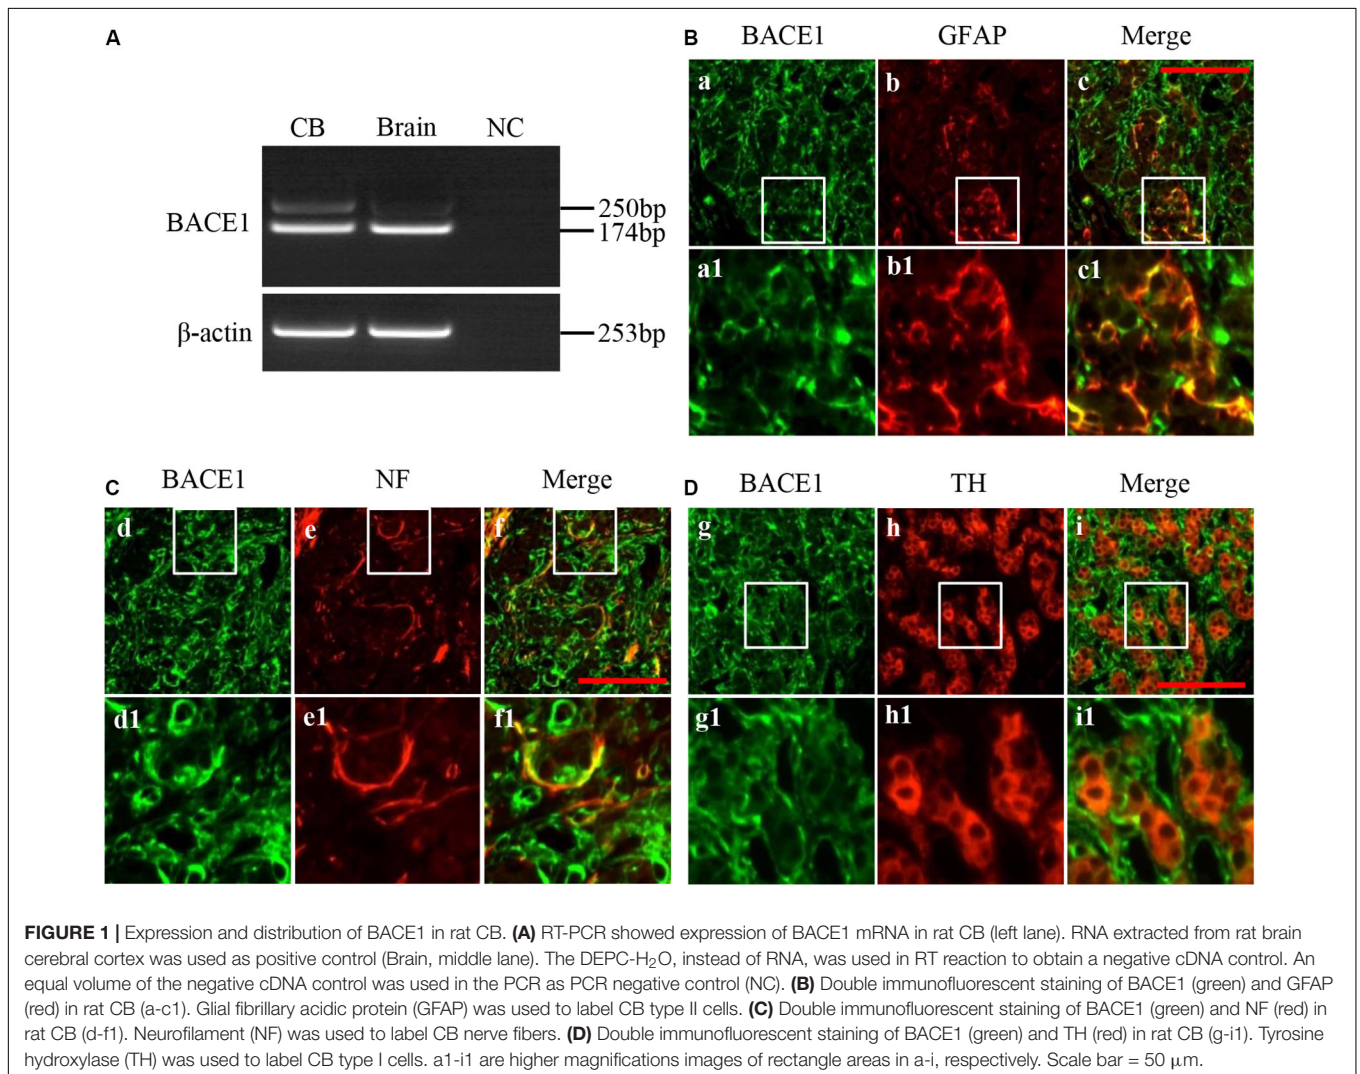 A
CB Brain NC
BACE1
250bp
174bp
β-actin
253bp
B
BACE1 GFAP Merge
a b c
a1 b1 c1
C
BACE1 NF Merge
d e f
d1 e1 f1
D
BACE1 TH Merge
g h i
g1 h1 i1
FIGURE 1 | Expression and distribution of BACE1 in rat CB. (A) RT-PCR showed expression of BACE1 mRNA in rat CB (left lane). RNA extracted from rat brain
cerebral cortex was used as positive control (Brain, middle lane). The DEPC-H₂O, instead of RNA, was used in RT reaction to obtain a negative cDNA control. An
equal volume of the negative cDNA control was used in the PCR as PCR negative control (NC). (B) Double immunofluorescent staining of BACE1 (green) and GFAP
(red) in rat CB (a-c1). Glial fibrillary acidic protein (GFAP) was used to label CB type II cells. (C) Double immunofluorescent staining of BACE1 (green) and NF (red) in
rat CB (d-f1). Neurofilament (NF) was used to label CB nerve fibers. (D) Double immunofluorescent staining of BACE1 (green) and TH (red) in rat CB (g-i1). Tyrosine
hydroxylase (TH) was used to label CB type I cells. a1-i1 are higher magnifications images of rectangle areas in a-i, respectively. Scale bar = 50 μm.